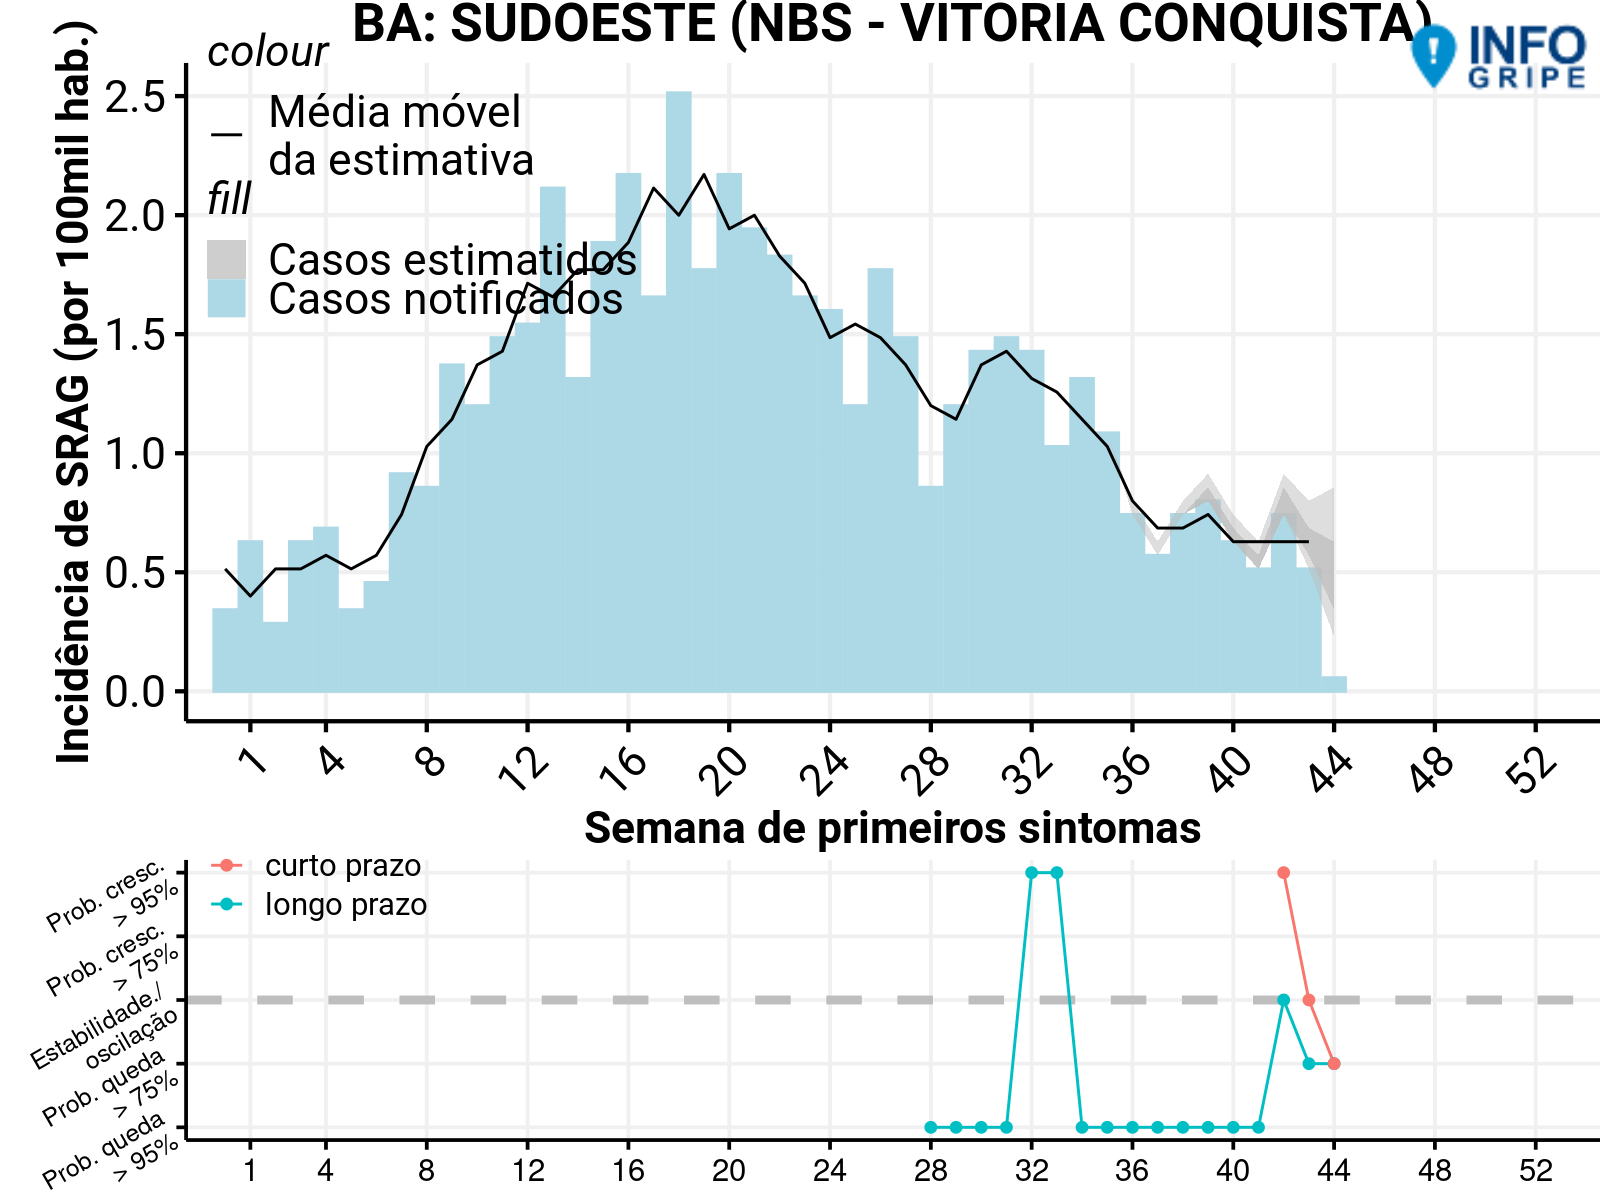 BA: SUDOESTE (NBS - VITORIA CONQUISTA)
INFO
GRIPE
colour
Média móvel
da estimativa
fill
Casos estimatidos
Casos notificados
Incidência de SRAG (por 100mil hab.)
2.5
2.0
1.5
1.0
0.5
0.0
1 4 8 12 16 20 24 28 32 36 40 44 48 52
Semana de primeiros sintomas
curto prazo
longo prazo
Prob. cresc.
> 95%
Prob. cresc.
> 75%
Estabilidade./
oscilação
Prob. queda
> 75%
Prob. queda
> 95%
1 4 8 12 16 20 24 28 32 36 40 44 48 52